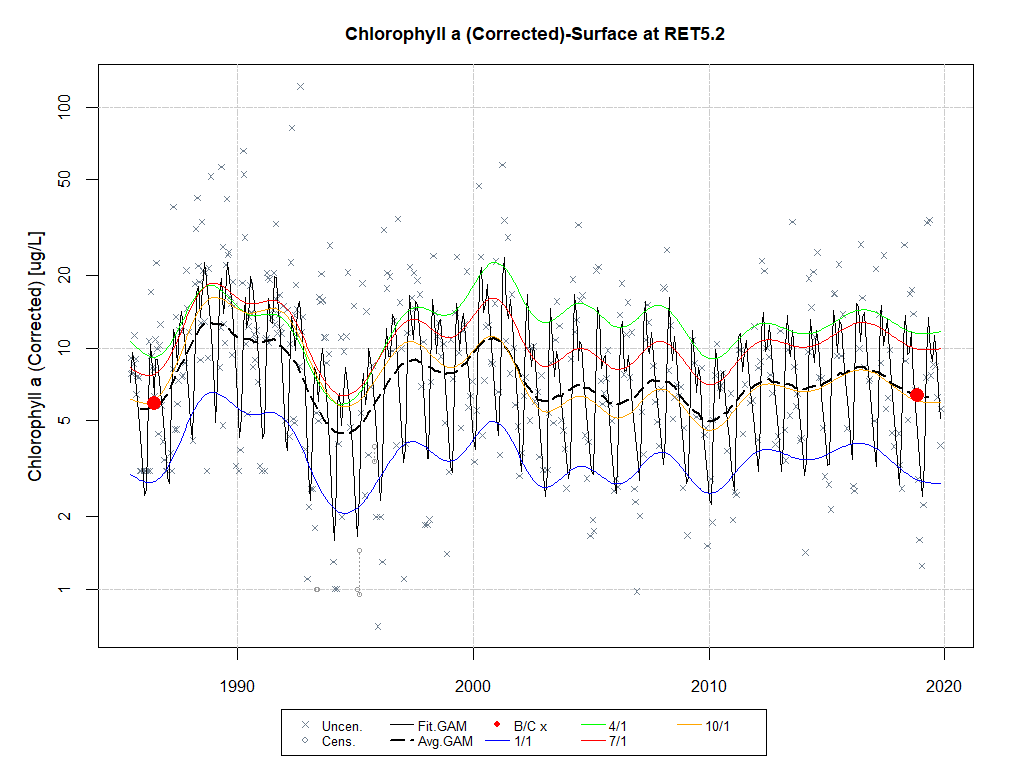 Chlorophyll a (Corrected)-Surface at RET5.2
Chlorophyll a (Corrected) [ug/L]
100
50
20
10
5
2
1
1990 2000 2010 2020
Uncen. Fit.GAM B/C x 4/1 10/1
Cens. Avg.GAM 1/1 7/1